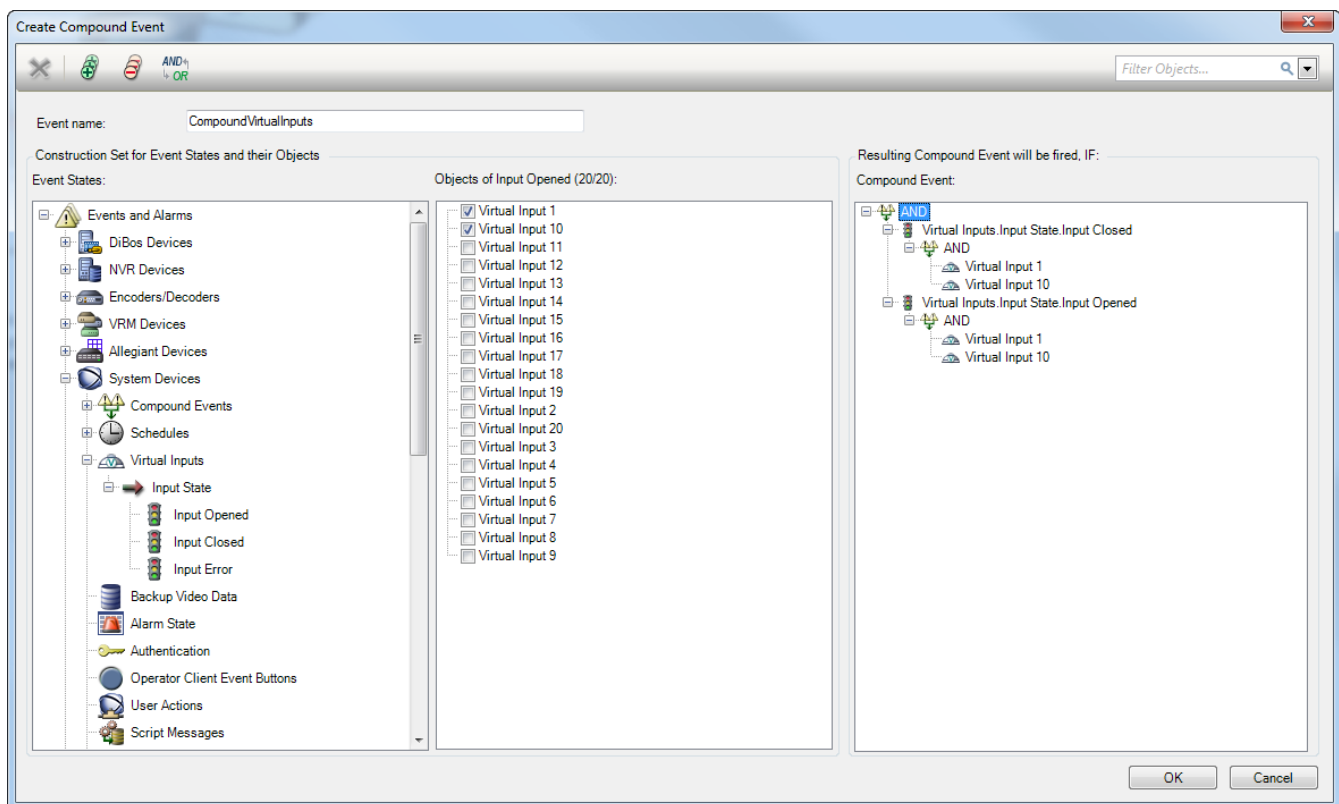 Create Compound Event
AND
OR
Filter Objects...
Event name:
CompoundVirtualInputs
Construction Set for Event States and their Objects
Event States:
Objects of Input Opened (20/20):
Events and Alarms
DiBos Devices
NVR Devices
Encoders/Decoders
VRM Devices
Allegiant Devices
System Devices
Compound Events
Schedules
Virtual Inputs
Input State
Input Opened
Input Closed
Input Error
Backup Video Data
Alarm State
Authentication
Operator Client Event Buttons
User Actions
Script Messages
Virtual Input 1
Virtual Input 10
Virtual Input 11
Virtual Input 12
Virtual Input 13
Virtual Input 14
Virtual Input 15
Virtual Input 16
Virtual Input 17
Virtual Input 18
Virtual Input 19
Virtual Input 2
Virtual Input 20
Virtual Input 3
Virtual Input 4
Virtual Input 5
Virtual Input 6
Virtual Input 7
Virtual Input 8
Virtual Input 9
Resulting Compound Event will be fired, IF:
Compound Event:
AND
Virtual Inputs.Input State.Input Closed
AND
Virtual Input 1
Virtual Input 10
Virtual Inputs.Input State.Input Opened
AND
Virtual Input 1
Virtual Input 10
OK
Cancel